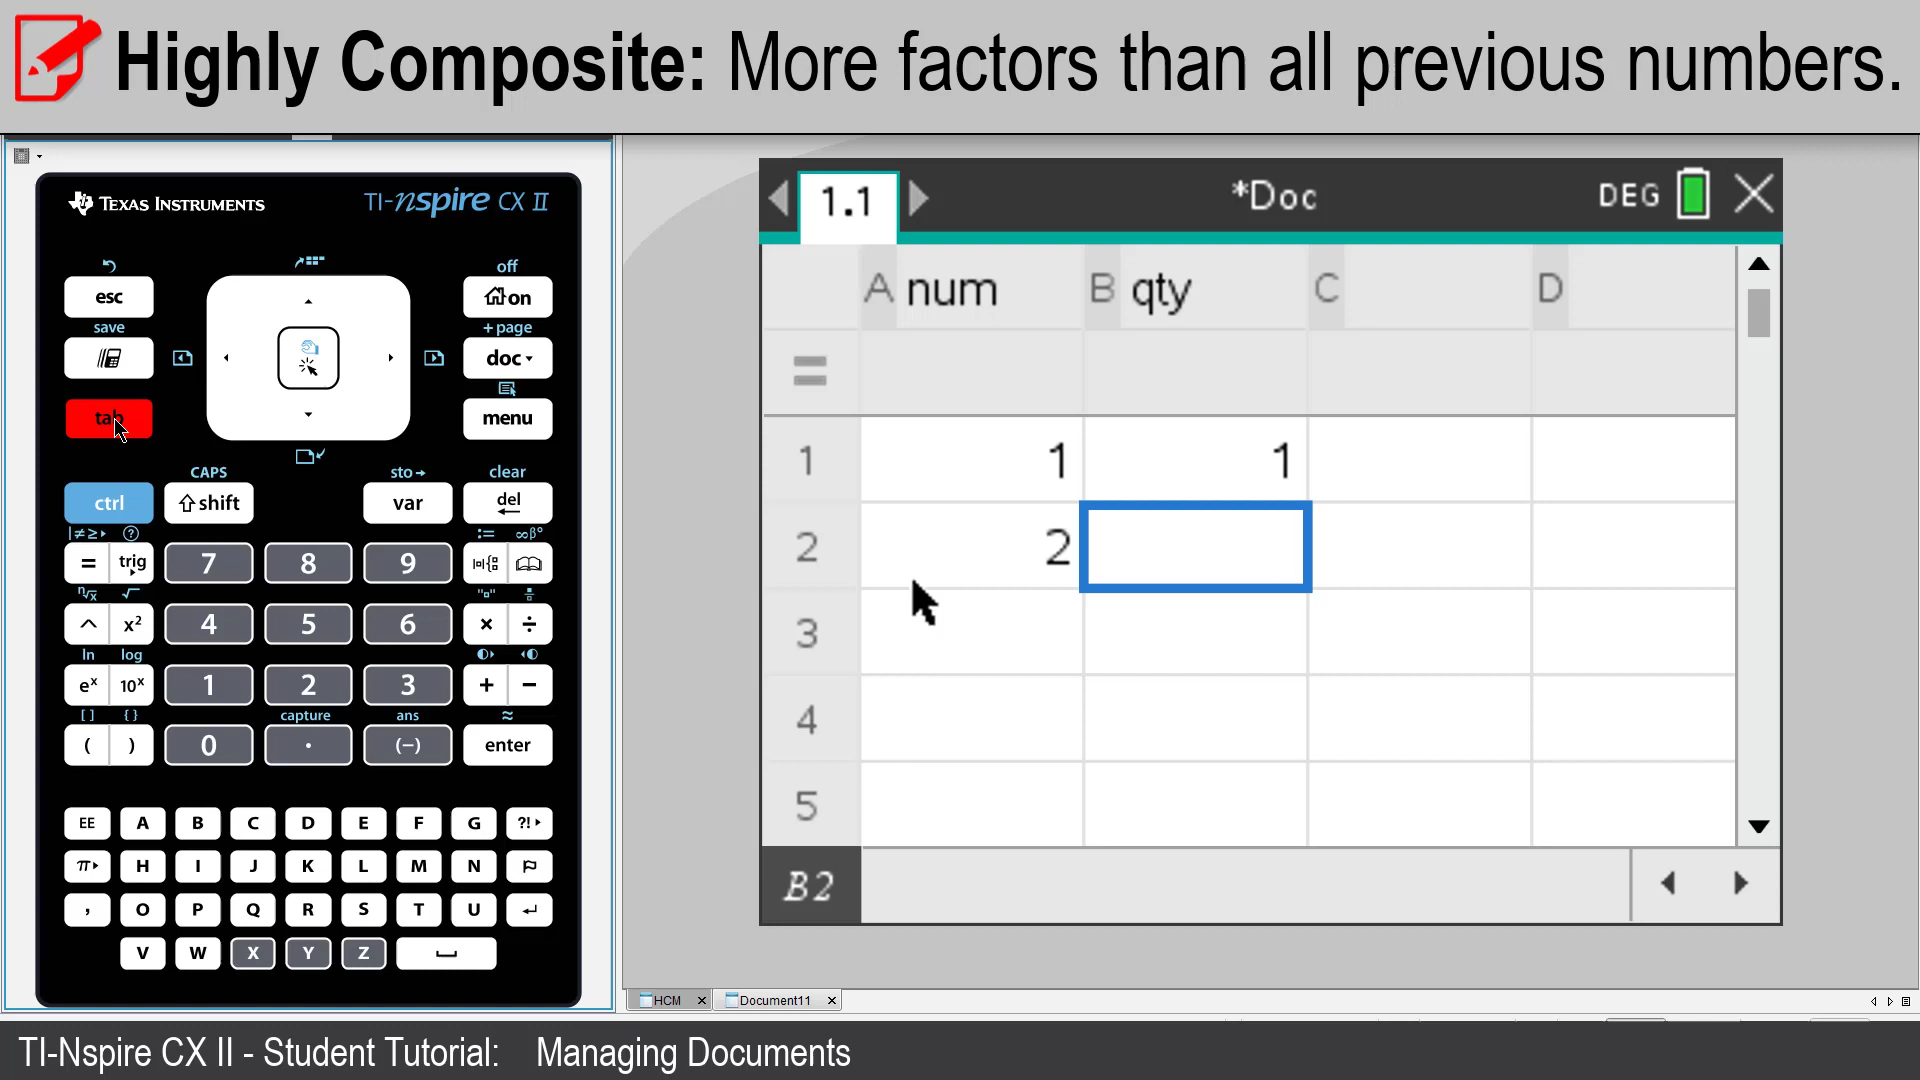 Highly Composite: More factors than all previous numbers.
TEXAS INSTRUMENTS TI-nspire CX II
off
esc on
save + page
doc
tab menu
CAPS sto→ clear
ctrl shift var del
|≠≥ ? := ∞β°
= trig 7 8 9
ⁿ√x √ "▫"
^ x² 4 5 6 × ÷
ln log
eˣ 10ˣ 1 2 3 + −
[ ] { } capture ans ≈
( ) 0 . (−) enter
EE A B C D E F G ?!
π H I J K L M N
, O P Q R S T U
V W X Y Z
1.1 *Doc DEG
A num B qty C D
=
1 1 1
2 2
3
4
5
B2
HCM Document11
TI-Nspire CX II - Student Tutorial: Managing Documents